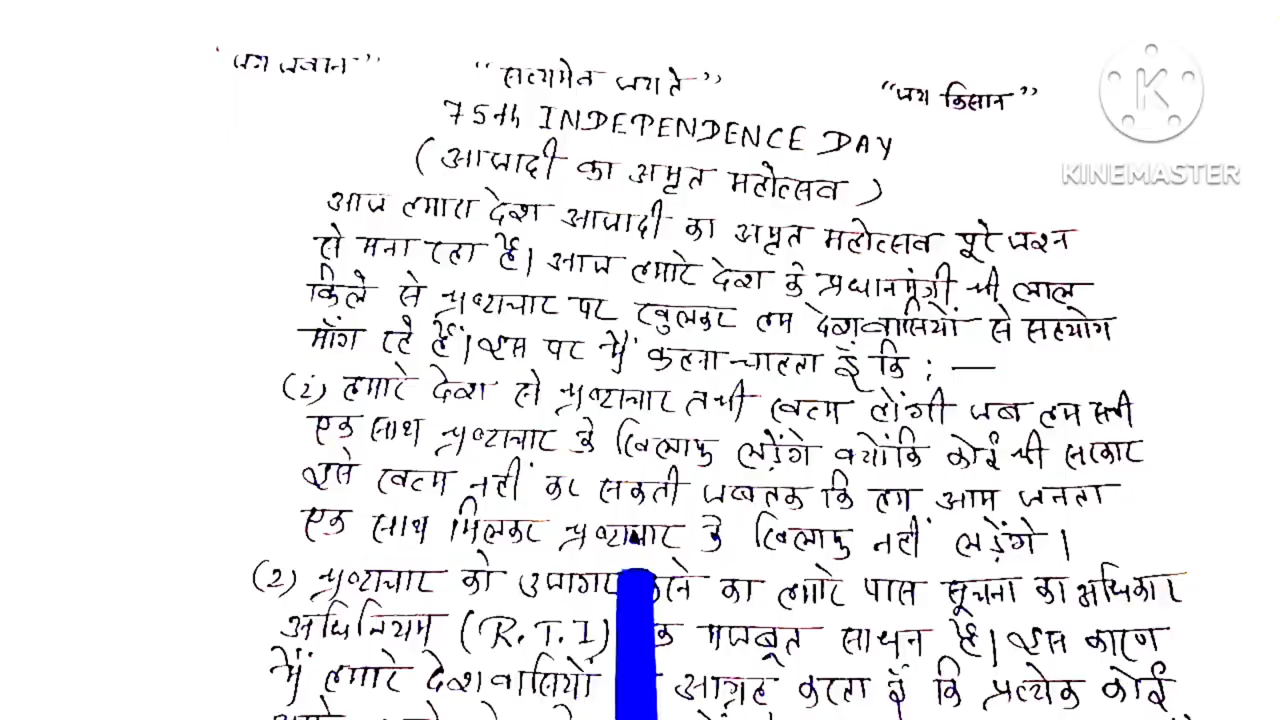 "जय जवान" "सत्यमेव जयते" "जय किसान"
KINEMASTER
75th INDEPENDENCE DAY
(आजादी का अमृत महोत्सव)
आज हमारा देश आजादी का अमृत महोत्सव पूरे जश्न
से मना रहा है। आज हमारे देश के प्रधानमंत्री भी लाल
किले से भ्रष्टाचार पर खुलकर हम देशवासियों से सहयोग
माँग रहे हैं। इस पर मैं कहना चाहता हूँ कि : —
(i) हमारे देश से भ्रष्टाचार तभी खत्म होंगी जब हम सभी
एक साथ भ्रष्टाचार के खिलाफ लड़ेंगे क्योंकि कोई भी सरकार
इसे खत्म नहीं कर सकती जबतक कि हम आम जनता
एक साथ मिलकर भ्रष्टाचार के खिलाफ नहीं लड़ेंगे।
(2) भ्रष्टाचार को उजागर करने का हमारे पास सूचना का अधिकार
अधिनियम (R.T.I) एक मजबूत साधन है। इस कारण
मैं हमारे देशवासियों आग्रह करता हूँ कि प्रत्येक कोई